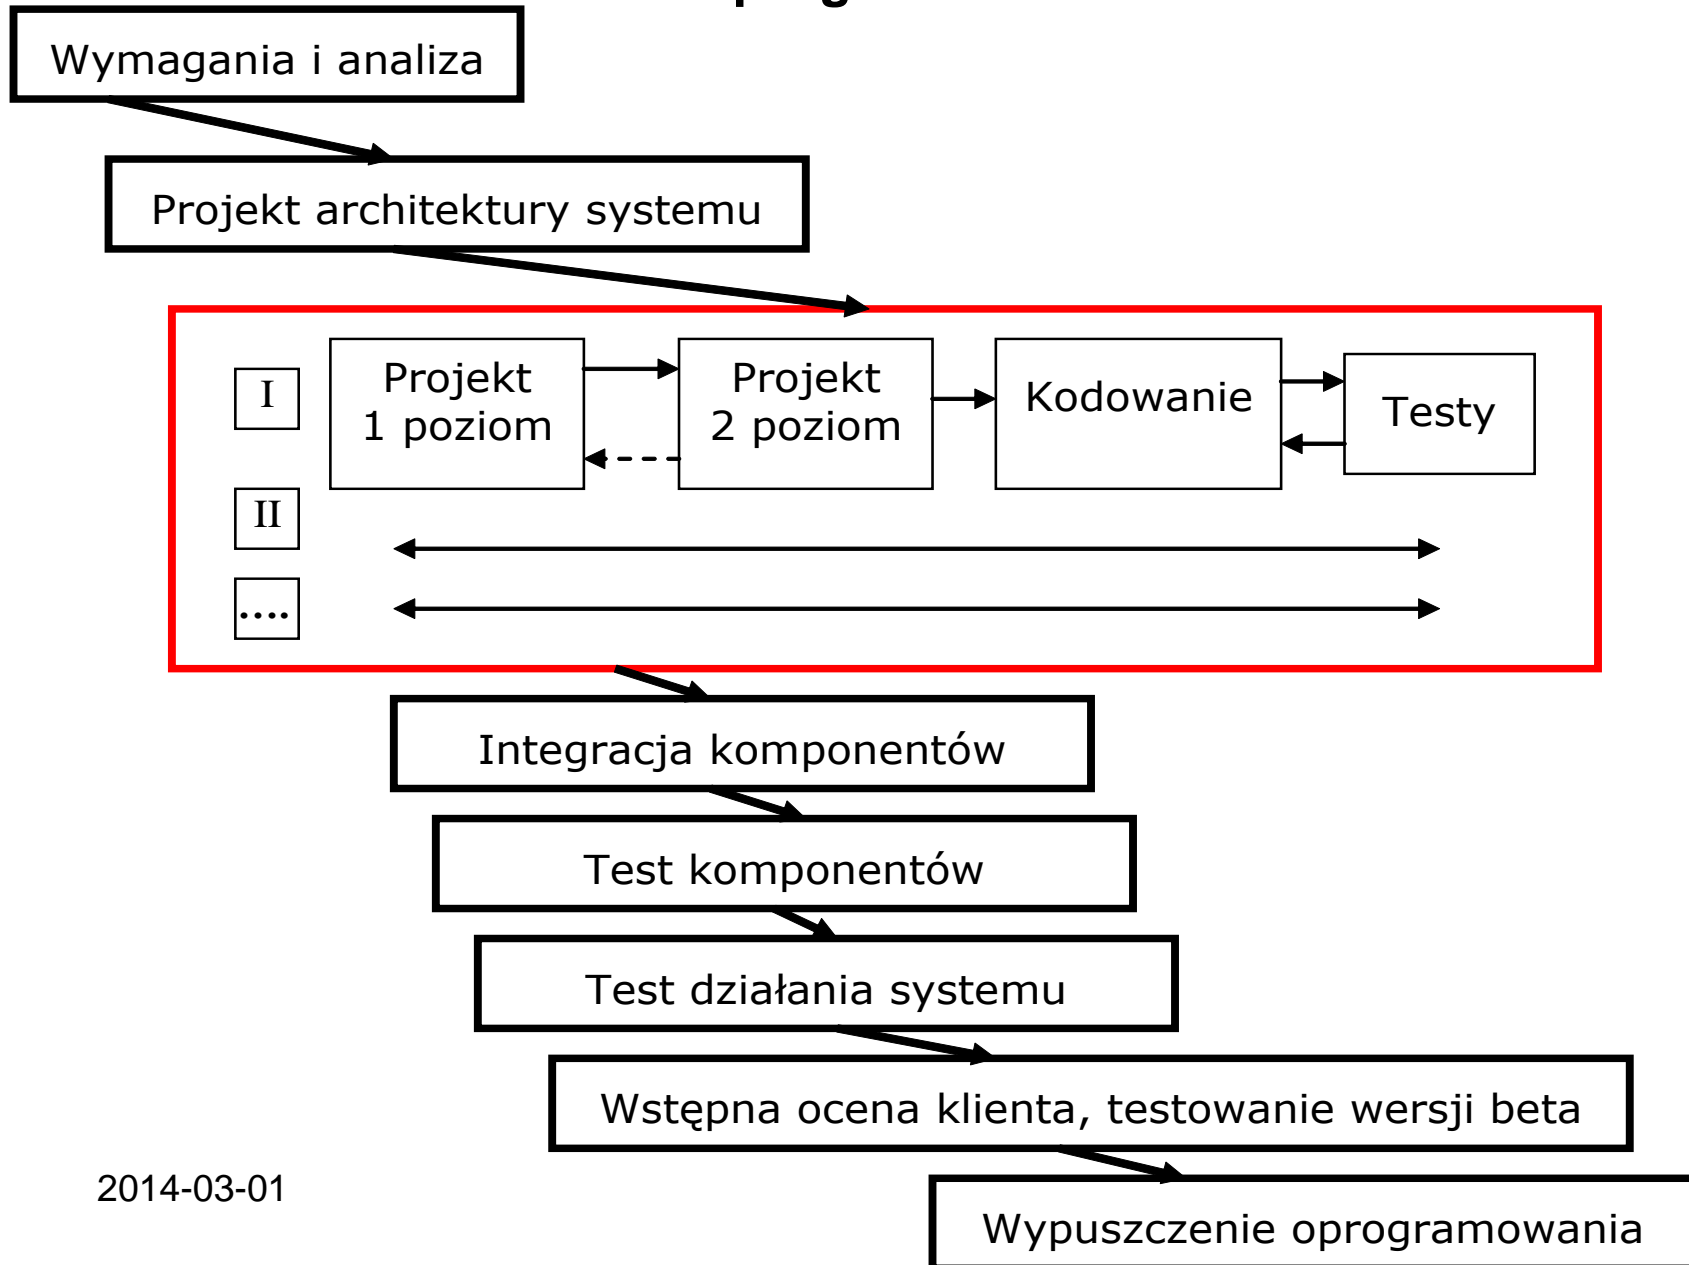 Wymagania i analiza
Projekt architektury systemu
I
Projekt
1 poziom
Projekt
2 poziom
Kodowanie
Testy
II
....
Integracja komponentów
Test komponentów
Test działania systemu
Wstępna ocena klienta, testowanie wersji beta
2014-03-01
Wypuszczenie oprogramowania